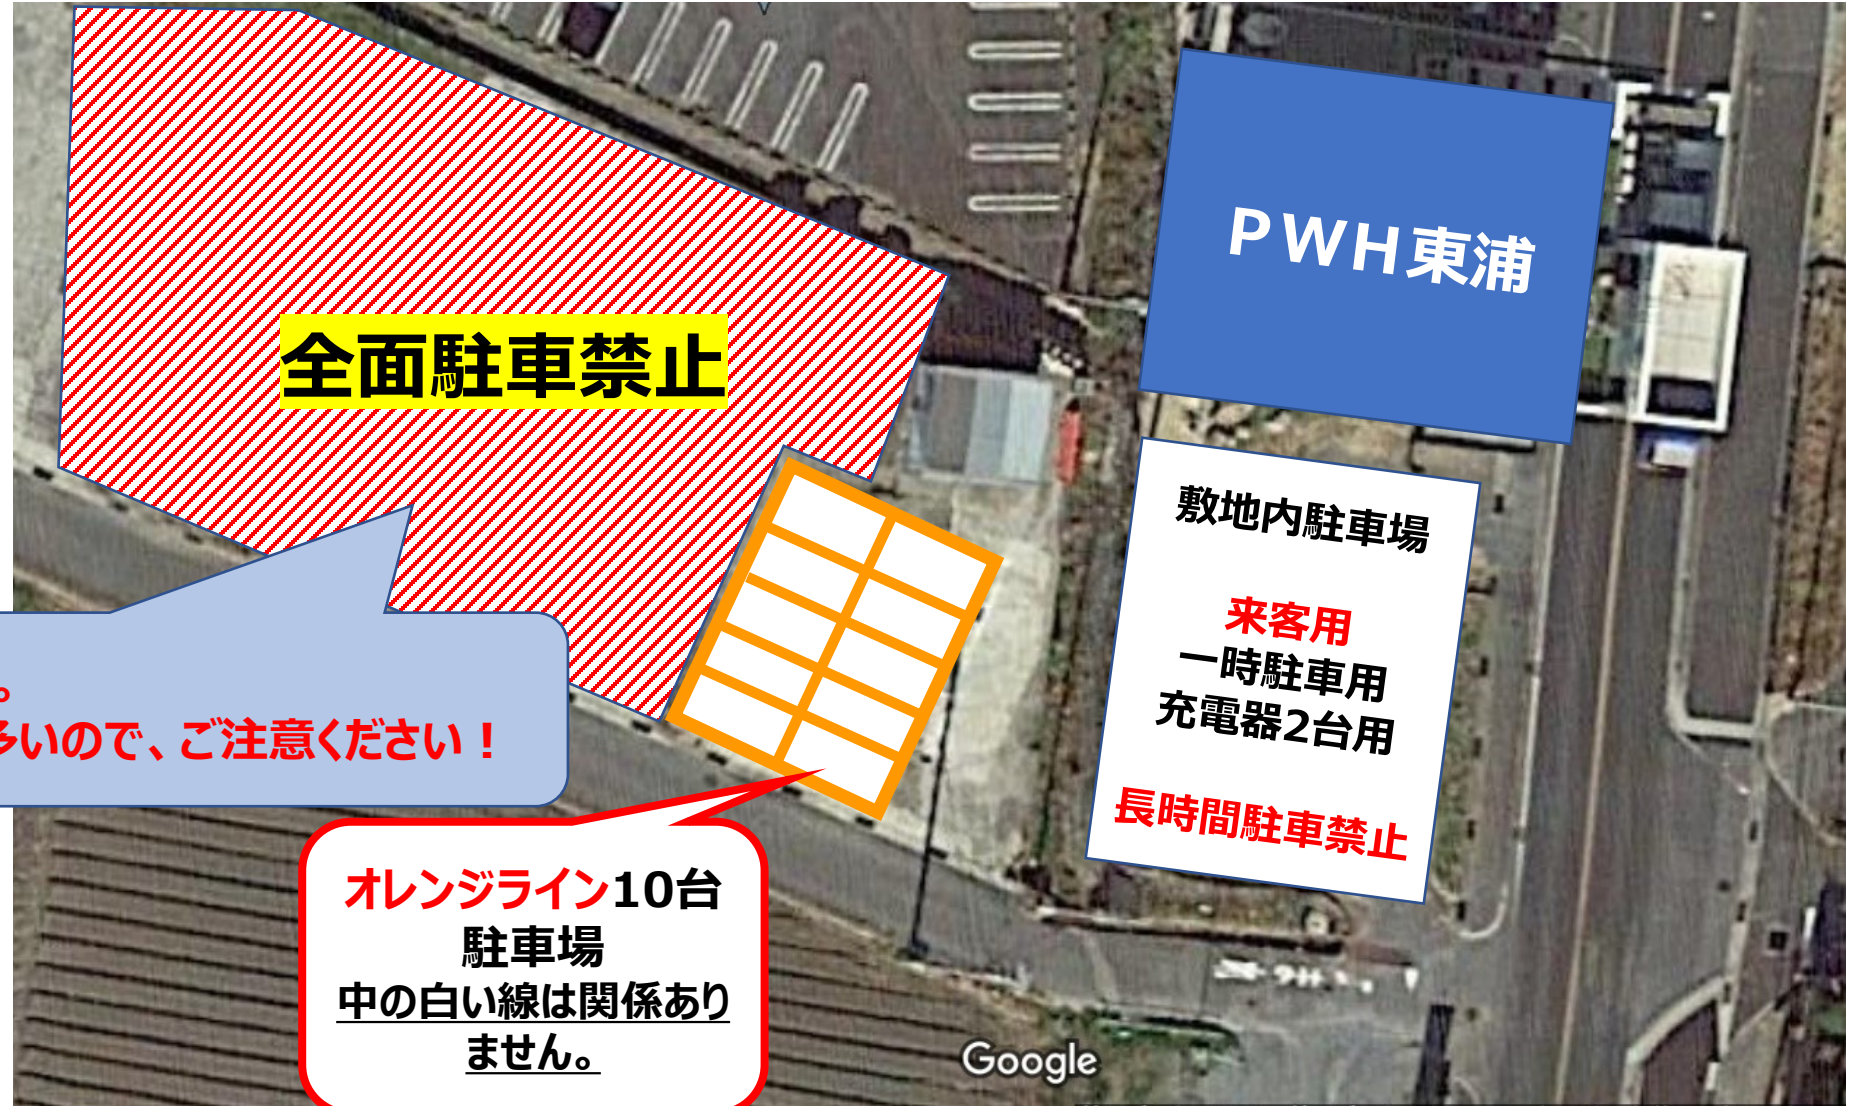 PWH東浦
全面駐車禁止
敷地内駐車場
来客用
一時駐車用
充電器2台用
長時間駐車禁止
。
多いので、ご注意ください！
オレンジライン10台
駐車場
中の白い線は関係あり
ません。
Google